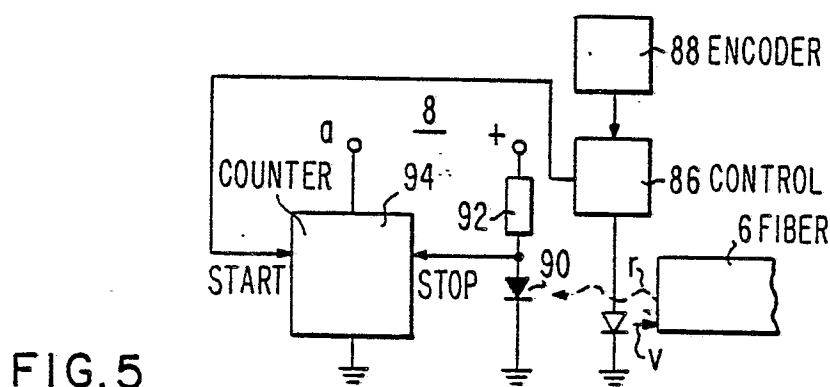 88 ENCODER
8
a
+
COUNTER
94
92
86 CONTROL
6 FIBER
START
STOP
90
r
V
FIG.5